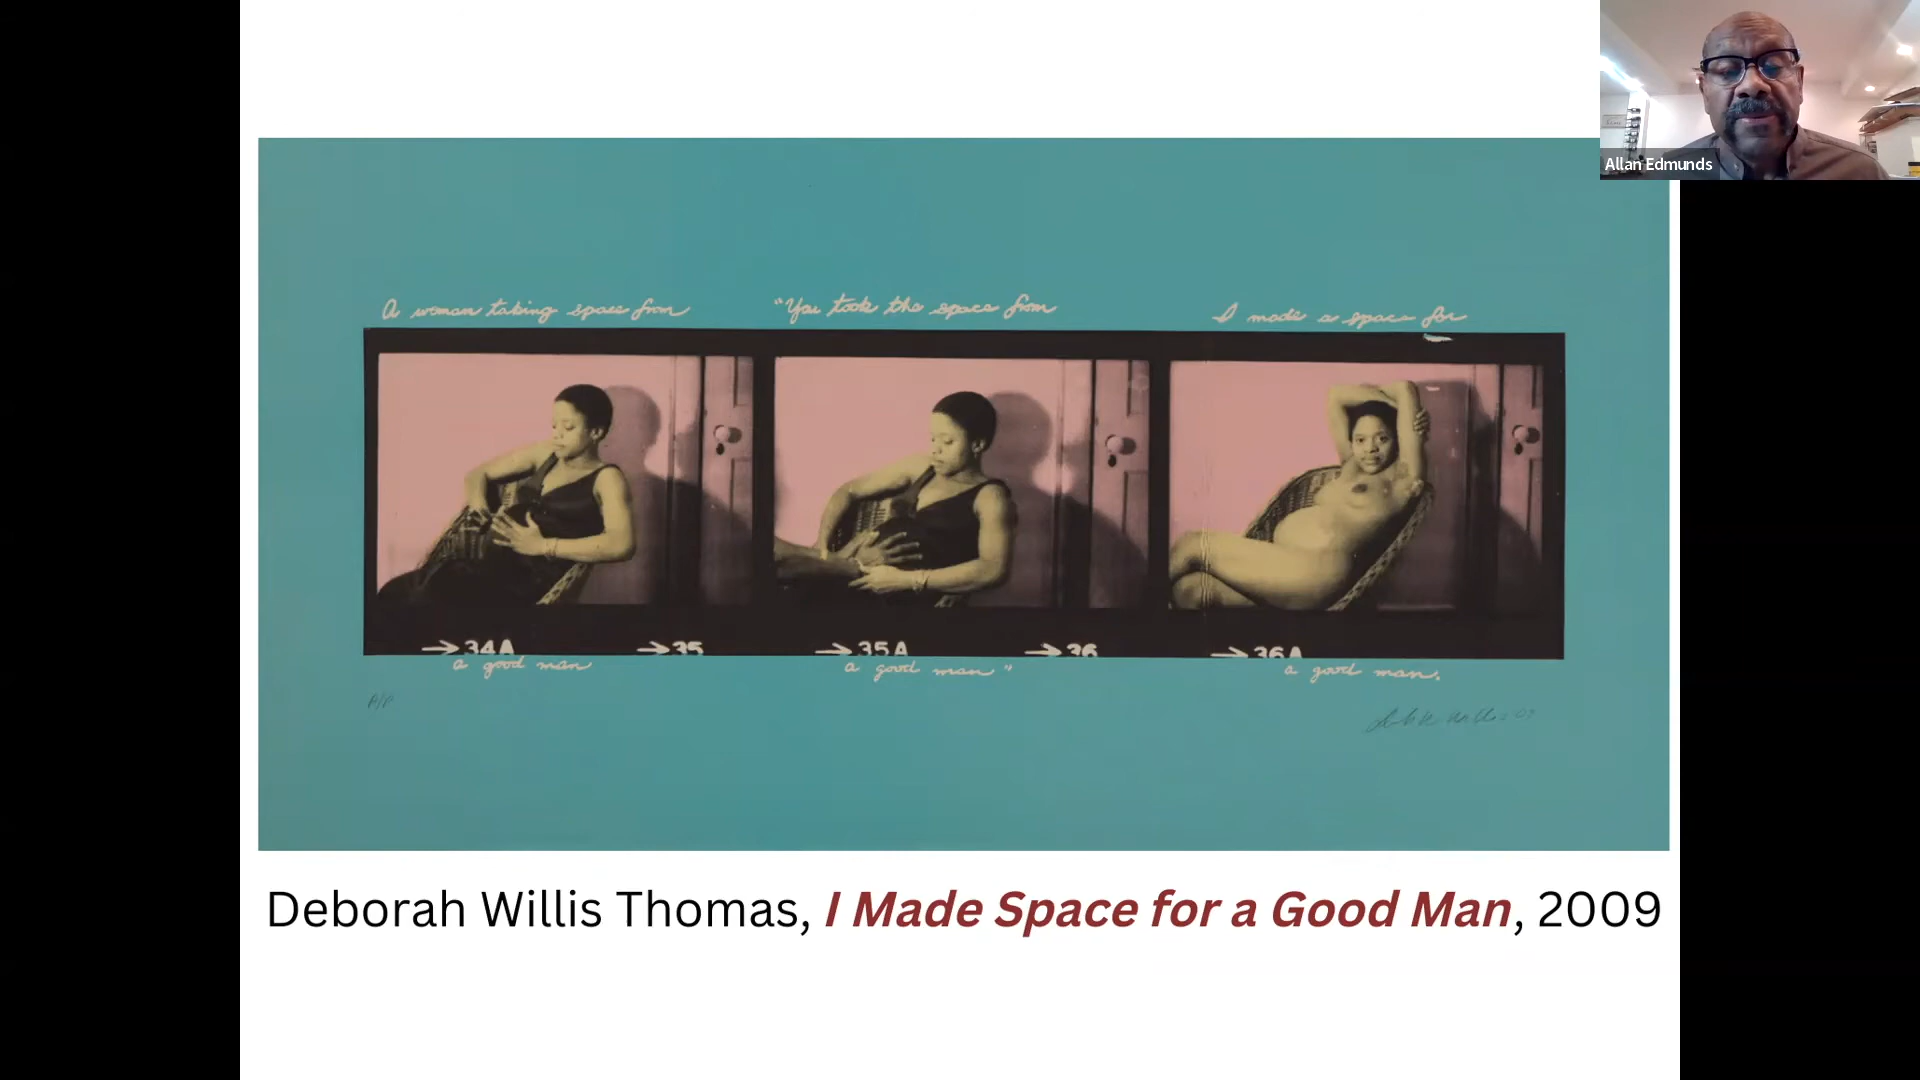 Allan Edmunds
A woman taking space from
"You took the space from
I made a space for
→34A
→35
→35A
→36
→36A
a good man
a good man"
a good man.
A/P
Deborah Willis Thomas, I Made Space for a Good Man, 2009